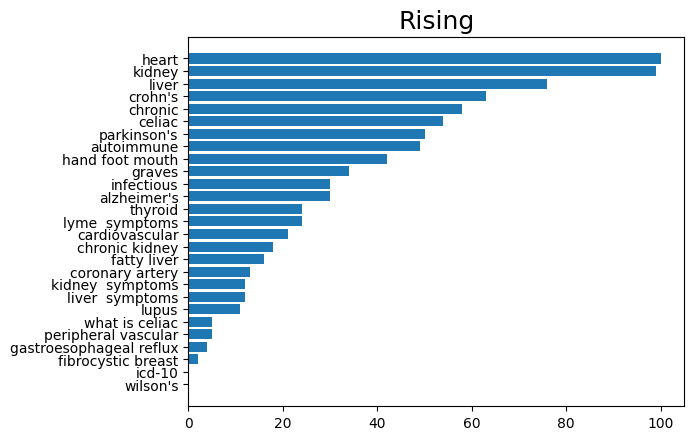 Rising
heart
kidney
liver
crohn's
chronic
celiac
parkinson's
autoimmune
hand foot mouth
graves
infectious
alzheimer's
thyroid
lyme  symptoms
cardiovascular
chronic kidney
fatty liver
coronary artery
kidney  symptoms
liver  symptoms
lupus
what is celiac
peripheral vascular
gastroesophageal reflux
fibrocystic breast
icd-10
wilson's
0 20 40 60 80 100